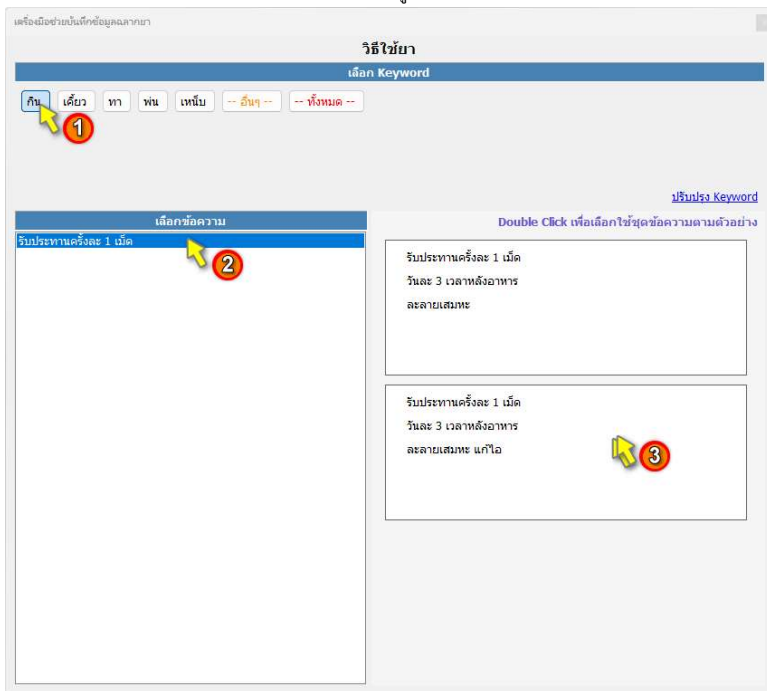 เครื่องมือช่วยบันทึกข้อมูลฉลากยา
วิธีใช้ยา
เลือก Keyword
กิน เคี้ยว ทา พ่น เหน็บ -- อื่นๆ -- -- ทั้งหมด --
1
ปรับปรุง Keyword
เลือกข้อความ
Double Click เพื่อเลือกใช้ชุดข้อความตามตัวอย่าง
รับประทานครั้งละ 1 เม็ด
2
รับประทานครั้งละ 1 เม็ด
วันละ 3 เวลาหลังอาหาร
ละลายเสมหะ
รับประทานครั้งละ 1 เม็ด
วันละ 3 เวลาหลังอาหาร
ละลายเสมหะ แก้ไอ
3